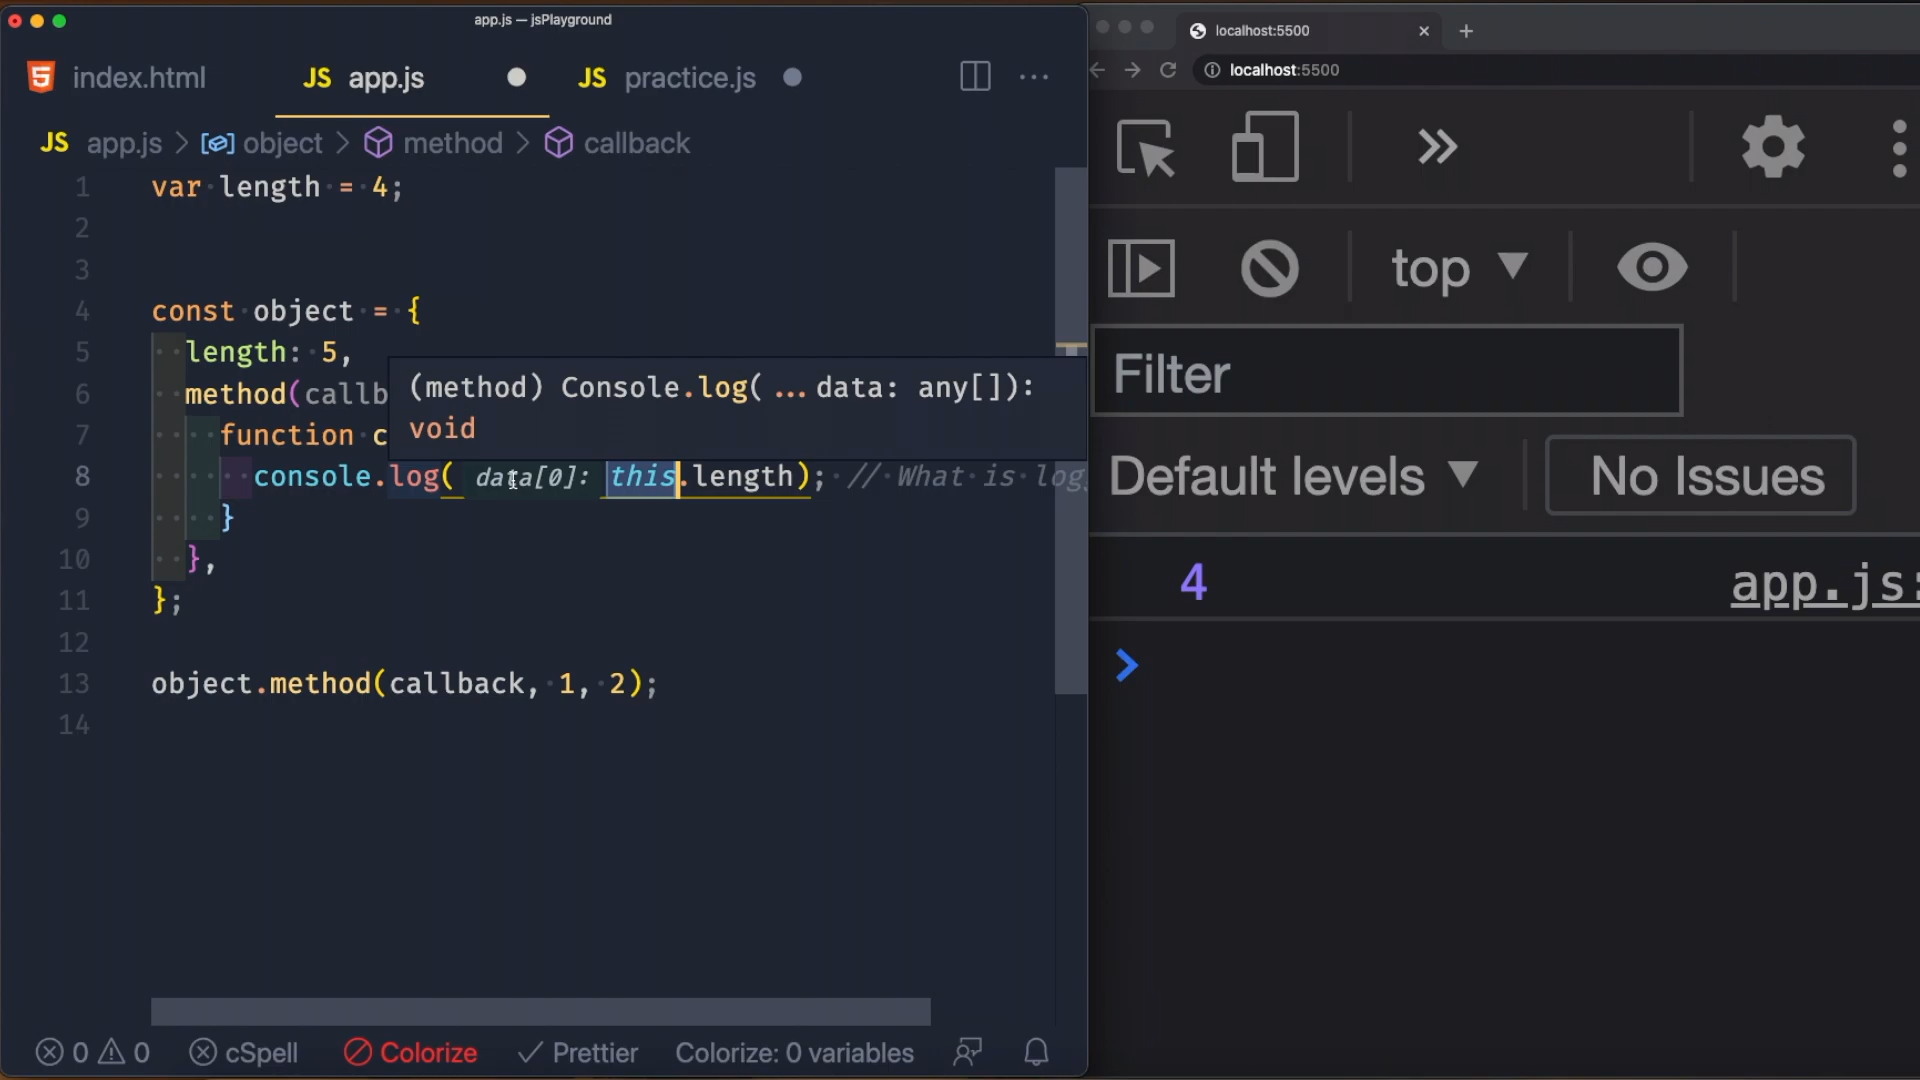 app.js — jsPlayground
index.html
JS app.js
JS practice.js
JS app.js > object > method > callback
1 var length = 4;
2
3
4 const object = {
5 length: 5,
6 method(callb
7 function c
8 console.log( data[0]: this.length); // What is log
9 }
10 },
11 };
12
13 object.method(callback, 1, 2);
14
(method) Console.log(...data: any[]):
void
0 0 cSpell Colorize Prettier Colorize: 0 variables
localhost:5500
localhost:5500
top
Filter
Default levels
No Issues
4 app.js: